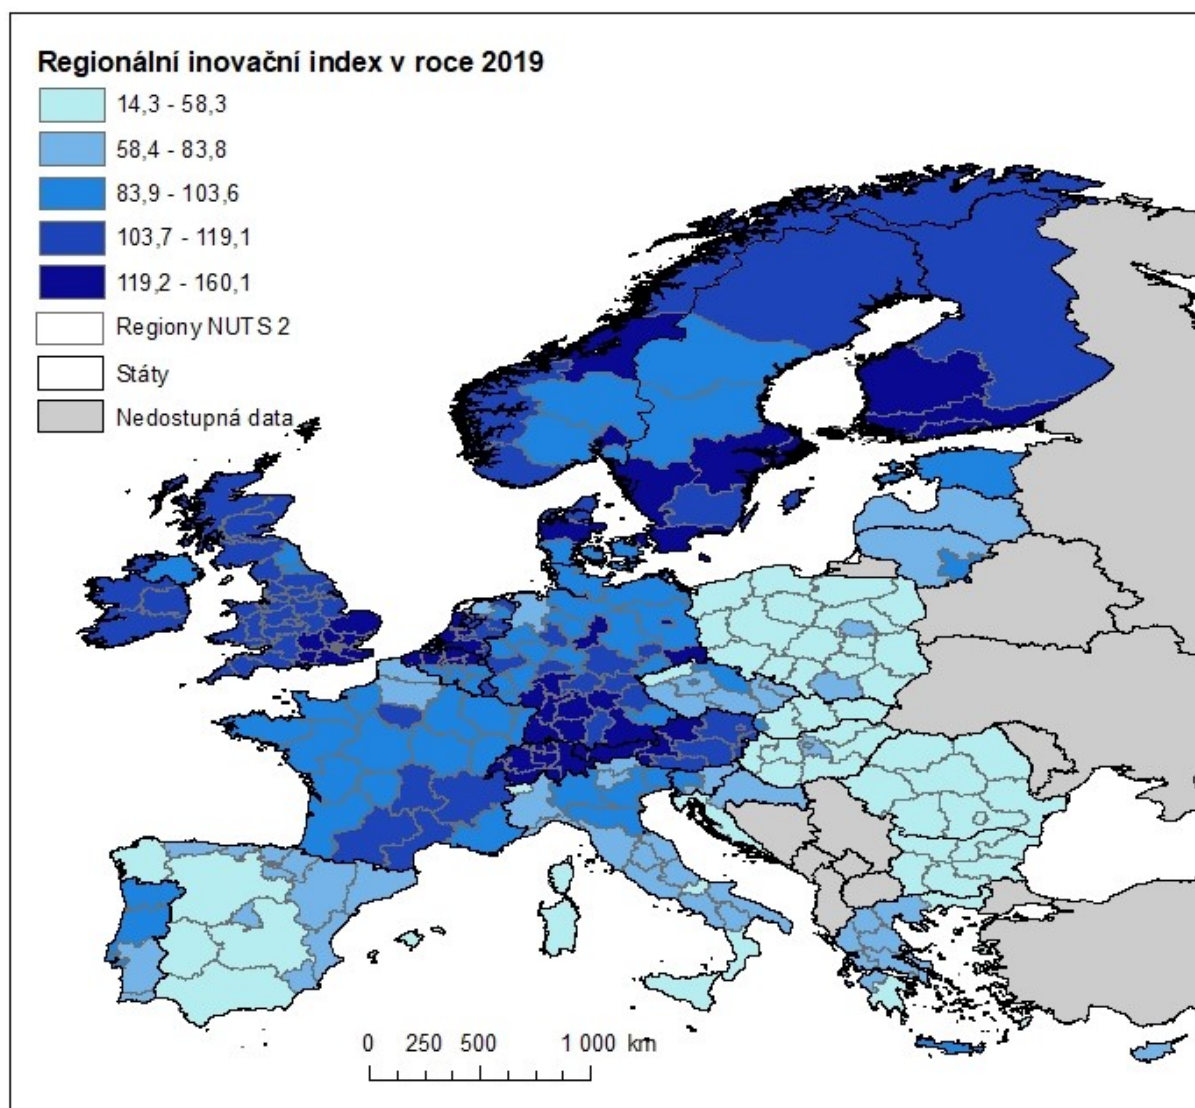 Regionální inovační index v roce 2019
14,3 - 58,3
58,4 - 83,8
83,9 - 103,6
103,7 - 119,1
119,2 - 160,1
Regiony NUTS 2
Státy
Nedostupná data
0 250 500 1 000 km